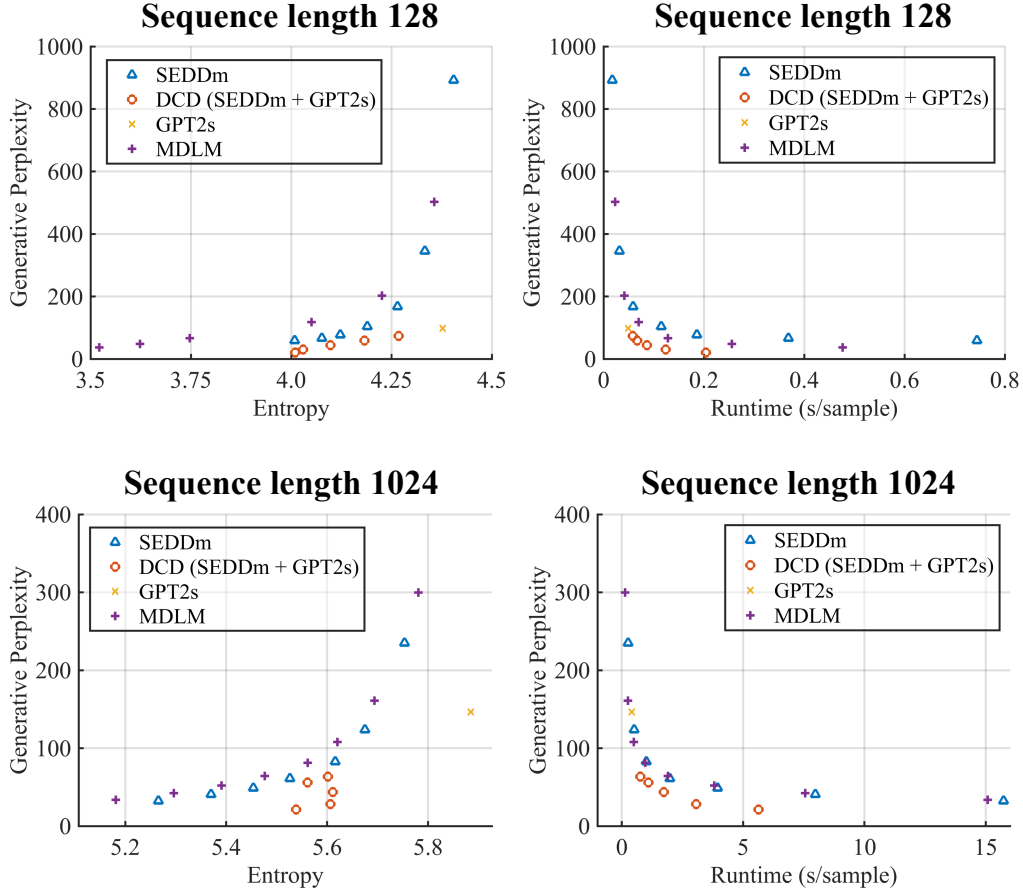 Sequence length 128
Generative Perplexity
1000
800
600
400
200
0
SEDDm
DCD (SEDDm + GPT2s)
GPT2s
MDLM
3.5 3.75 4.0 4.25 4.5
Entropy
Sequence length 128
Generative Perplexity
1000
800
600
400
200
0
SEDDm
DCD (SEDDm + GPT2s)
GPT2s
MDLM
0 0.2 0.4 0.6 0.8
Runtime (s/sample)
Sequence length 1024
Generative Perplexity
400
300
200
100
0
SEDDm
DCD (SEDDm + GPT2s)
GPT2s
MDLM
5.2 5.4 5.6 5.8
Entropy
Sequence length 1024
Generative Perplexity
400
300
200
100
0
SEDDm
DCD (SEDDm + GPT2s)
GPT2s
MDLM
0 5 10 15
Runtime (s/sample)